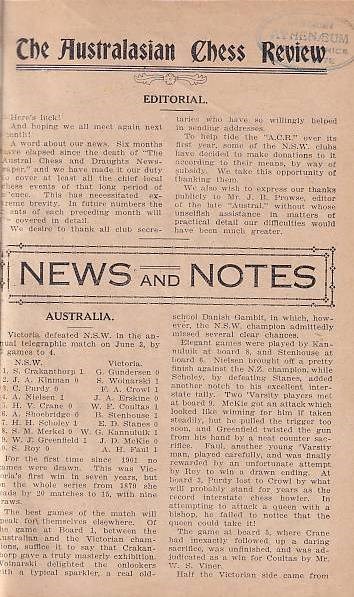 The Australasian Chess Review
ATHENÆUM
EDITORIAL.
Here's luck!
And hoping we all meet again next
month!
A word about our news. Six months
have elapsed since the death of "The
Austral Chess and Draughts News-
paper," and we have made it our duty
to cover at least all the chief local
chess events of that long period of
silence. This has necessitated ex-
treme brevity. In future numbers the
events of each preceding month will
be covered in detail.
We desire to thank all club secre-
taries who have so willingly helped
in sending addresses.
To help tide the "A.C.R." over its
first year, some of the N.S.W. clubs
have decided to make donations to it
according to their means, by way of
subsidy. We take this opportunity of
thanking them.
We also wish to express our thanks
publicly to Mr. J. B. Prowse, editor
of the late "Austral," without whose
unselfish assistance in matters of
practical detail our difficulties would
have been much greater.
NEWS AND NOTES
AUSTRALIA.
Victoria defeated N.S.W. in the an-
nual telegraphic match on June 3, by
games to 4.
N.S.W. Victoria.
1. S. Crakanthorp 1 G. Gundersen 0
2. J. A. Kinman 0 S. Wolnarski 1
3. C. Purdy 0 F. A. Crowl 1
4. A. Nielsen 1 J. A. Erskine 0
5. H. V. Crane 0 W. F. Coultas 1
6. A. Shoebridge 0 B. Stenhouse 1
7. H. H. Scholey 1 E. D. Stanes 0
8. S. M. Merkel 0 W. G. Kannuluik 1
9. W. J. Greenfield 1 J. D. McKie 0
S. Roy 0 A. H. Faul 1
For the first time since 1901 no
games were drawn. This was Vic-
toria's first win in seven years, but
on the whole series from 1870 she
leads by 20 matches to 15, with nine
draws.
The best games of the match will
speak for themselves elsewhere. Of
the game at Board 1, between the
Australian and the Victorian cham-
pions, suffice it to say that Crakan-
thorp gave a truly masterly exhibition.
Wolnarski delighted the onlookers
with a typical sparkler, a real old-
school Danish Gambit, in which, how-
ever, the N.S.W. champion admittedly
missed several clear chances.
Elegant games were played by Kan-
nuluik at board 8, and Stenhouse at
board 6. Nielsen brought off a pretty
finish against the N.Z. champion, while
Scholey, by defeating Stanes, added
another notch to his excellent inter-
state tally. Two 'Varsity players met
at board 9. McKie got an attack which
looked like winning for him if taken
steadily, but he pulled the trigger too
soon, and Greenfield twisted the gun
from his hand by a neat counter sac-
rifice. Faul, another young 'Varsity
man, played carefully, and was finally
rewarded by an unfortunate attempt
by Roy to win a drawn ending. At
board 3, Purdy lost to Crowl by what
will probably stand for years as the
record interstate chess howler. In
attempting to attack a queen with a
bishop, he failed to notice that the
queen could take it!
The game at board 5, where Crane
had inexactly followed up a daring
sacrifice, was unfinished, and was ad-
judicated as a win for Coultas by Mr.
W. S. Viner.
Half the Victorian side came from